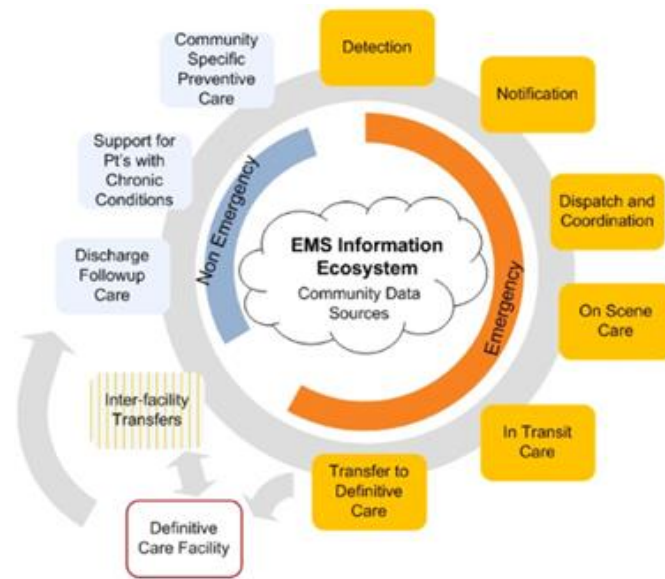 Community
Specific
Preventive
Care
Detection
Notification
Support for
Pt's with
Chronic
Conditions
Dispatch and
Coordination
Non Emergency
EMS Information
Ecosystem
Community Data
Sources
Emergency
Discharge
Followup
Care
On Scene
Care
Inter-facility
Transfers
In Transit
Care
Transfer to
Definitive
Care
Definitive
Care Facility